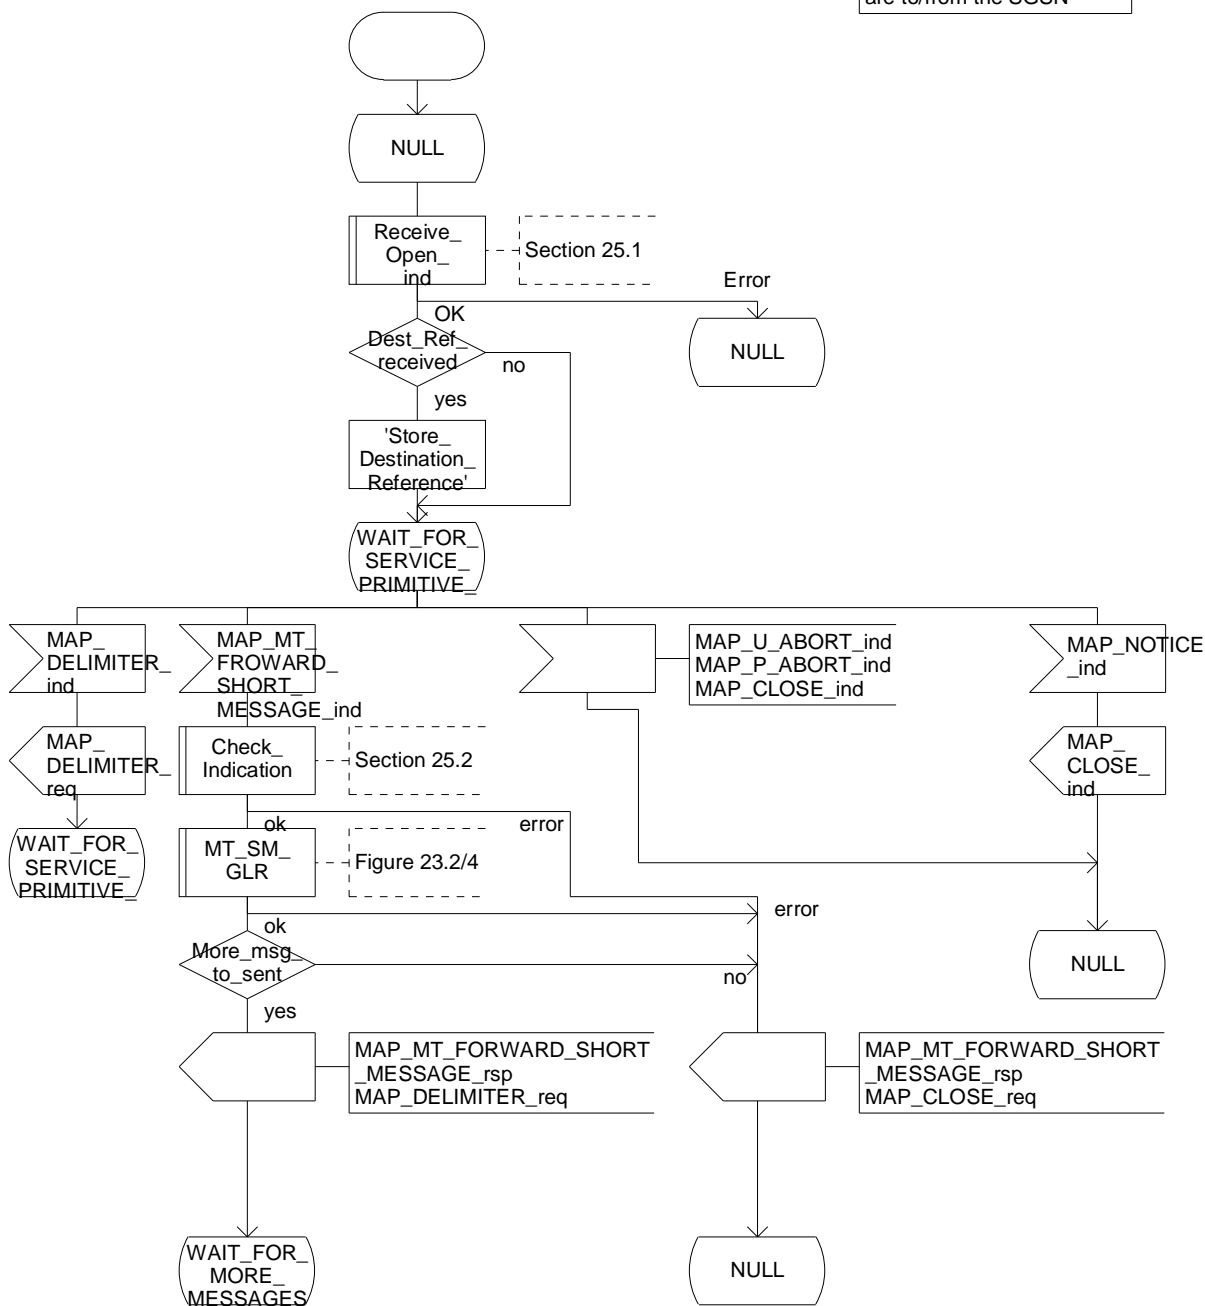 are to/from the SGSN
NULL
Receive_
Open_
ind
Section 25.1
Error
OK
Dest_Ref_
received
no
NULL
yes
'Store_
Destination_
Reference'
WAIT_FOR_
SERVICE_
PRIMITIVE_
MAP_
DELIMITER_
ind
MAP_MT_
FROWARD_
SHORT_
MESSAGE_ind
MAP_U_ABORT_ind
MAP_P_ABORT_ind
MAP_CLOSE_ind
MAP_NOTICE
_ind
MAP_
DELIMITER_
req
Check_
Indication
Section 25.2
MAP_
CLOSE_
ind
ok
error
WAIT_FOR_
SERVICE_
PRIMITIVE_
MT_SM_
GLR
Figure 23.2/4
error
ok
More_msg_
to_sent
no
NULL
yes
MAP_MT_FORWARD_SHORT
_MESSAGE_rsp
MAP_DELIMITER_req
MAP_MT_FORWARD_SHORT
_MESSAGE_rsp
MAP_CLOSE_req
WAIT_FOR_
MORE_
MESSAGES
NULL